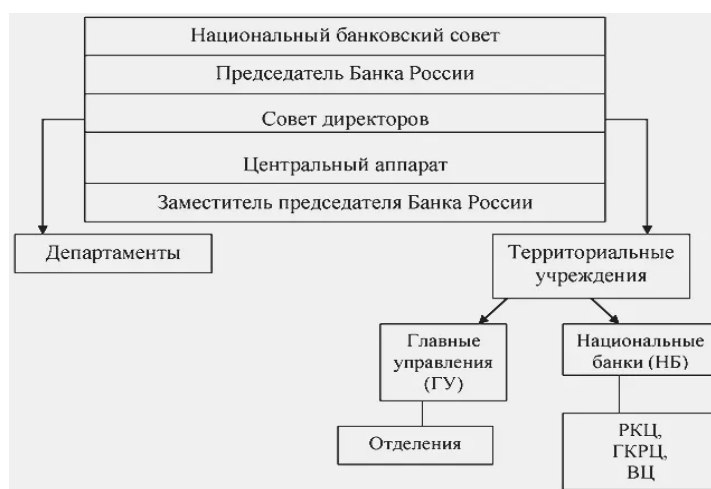 Национальный банковский совет
Председатель Банка России
Совет директоров
Центральный аппарат
Заместитель председателя Банка России
Департаменты
Территориальные
учреждения
Главные
управления
(ГУ)
Национальные
банки (НБ)
Отделения
РКЦ,
ГКРЦ,
ВЦ